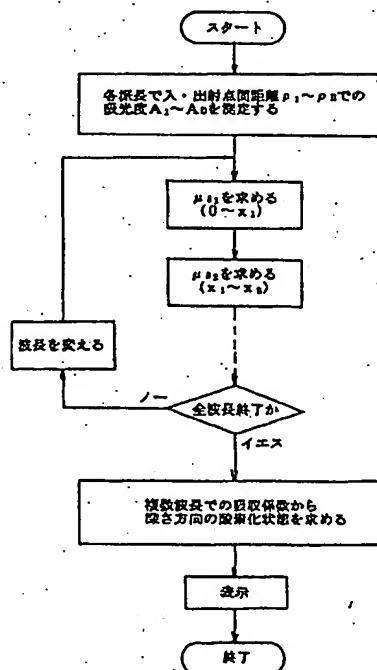 スタート
各波長で入・出射点間距離ρ₁〜ρnでの
吸光度A₁〜Anを測定する
μa₁を求める
(0〜x₁)
μa₂を求める
(x₁〜x₂)
波長を変える
ノー
全波長終了か
イエス
複数波長での吸収係数から
深さ方向の酸素化状態を求める
表示
終了